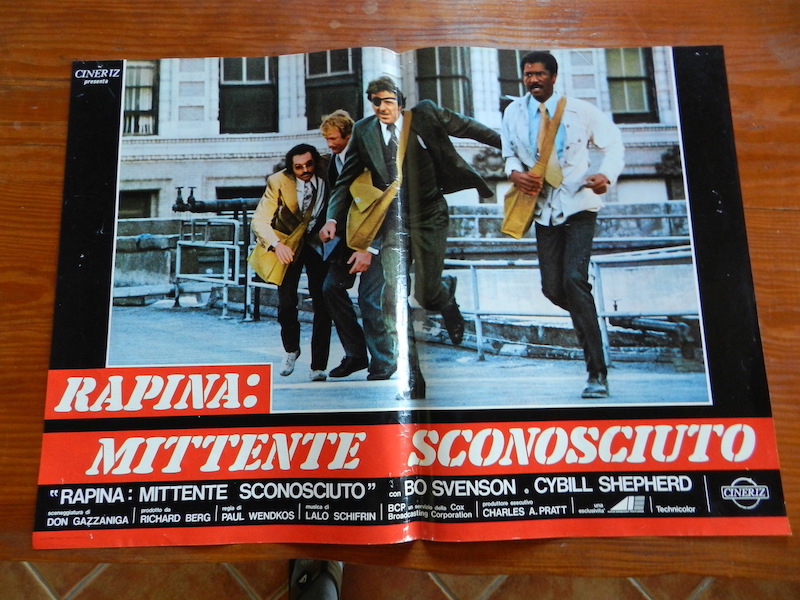 CINERIZ
presenta
RAPINA:
MITTENTE SCONOSCIUTO
"RAPINA: MITTENTE SCONOSCIUTO" con BO SVENSON . CYBILL SHEPHERD
sceneggiatura di
DON GAZZANIGA
prodotto da
RICHARD BERG
regia di
PAUL WENDKOS
musica di
LALO SCHIFRIN
BCP un servizio della Cox
Broadcasting Corporation
produttore esecutivo
CHARLES A. PRATT
una
esclusività
Technicolor
CINERIZ